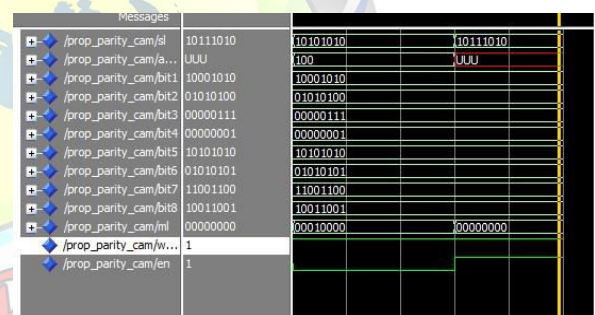 Messages
/prop_parity_cam/sl 10111010 10101010 10111010
/prop_parity_cam/a... UUU 100 UUU
/prop_parity_cam/bit1 10001010 10001010
/prop_parity_cam/bit2 01010100 01010100
/prop_parity_cam/bit3 00000111 00000111
/prop_parity_cam/bit4 00000001 00000001
/prop_parity_cam/bit5 10101010 10101010
/prop_parity_cam/bit6 01010101 01010101
/prop_parity_cam/bit7 11001100 11001100
/prop_parity_cam/bit8 10011001 10011001
/prop_parity_cam/ml 00000000 00010000 00000000
/prop_parity_cam/w... 1
/prop_parity_cam/en 1